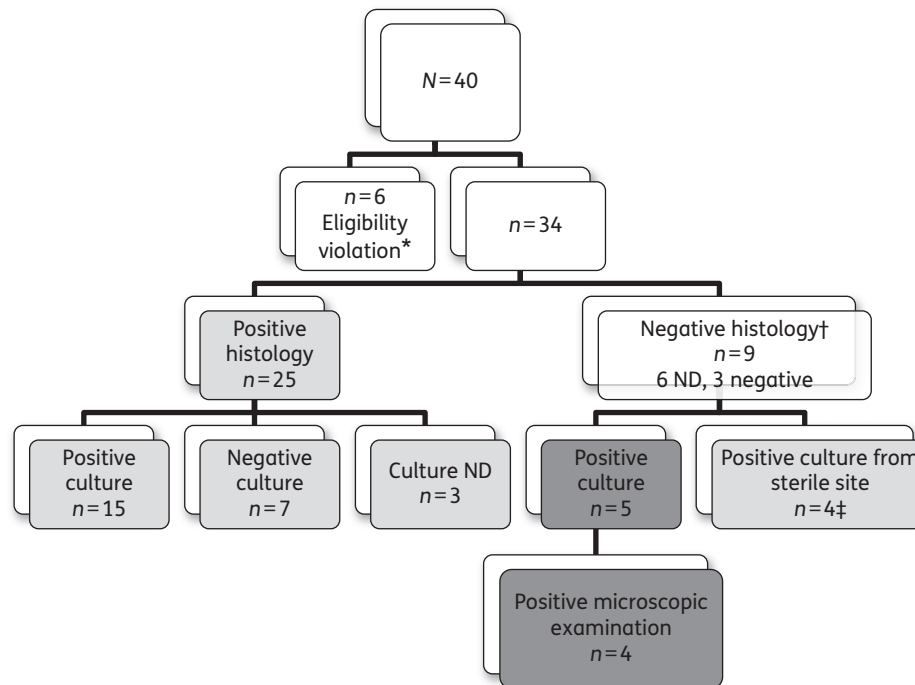 N=40
n=6
Eligibility
violation*
n=34
Positive
histology
n=25
Negative histology†
n=9
6 ND, 3 negative
Positive
culture
n=15
Negative
culture
n=7
Culture ND
n=3
Positive
culture
n=5
Positive culture from
sterile site
n=4‡
Positive microscopic
examination
n=4